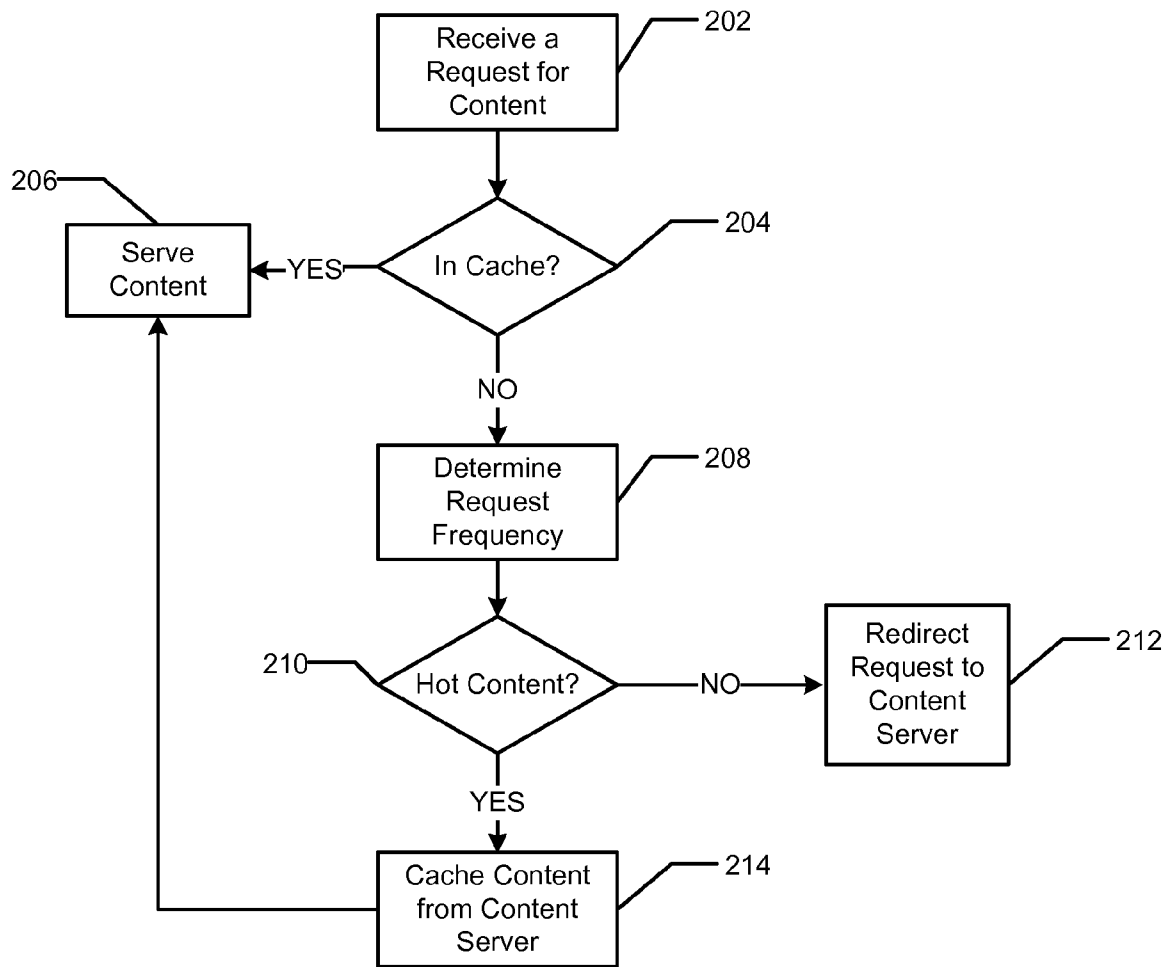 Receive a
Request for
Content
202
206
Serve
Content
YES
In Cache?
204
NO
Determine
Request
Frequency
208
210
Hot Content?
NO
Redirect
Request to
Content
Server
212
YES
Cache Content
from Content
Server
214